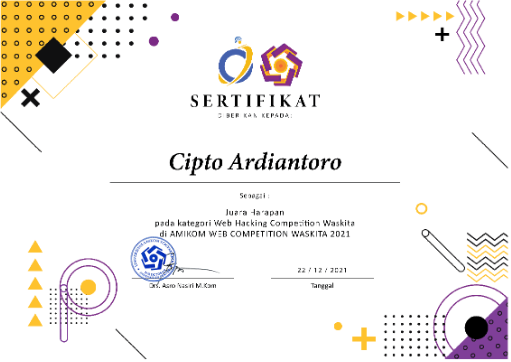 SERTIFIKAT
DIBERIKAN KEPADA:
Cipto Ardiantoro
Sebagai :
Juara Harapan
pada kategori Web Hacking Competition Waskita
di AMIKOM WEB COMPETITION WASKITA 2021
22 / 12 / 2021
Drs. Asro Nasiri M.Kom
Tanggal